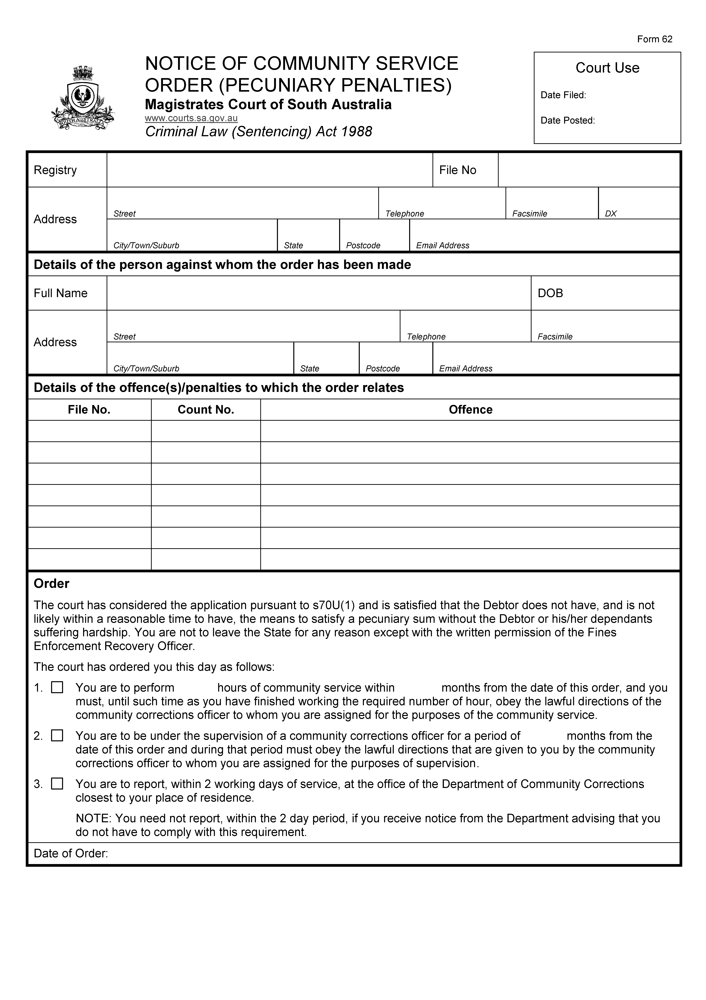 Form 62
NOTICE OF COMMUNITY SERVICE
ORDER (PECUNIARY PENALTIES)
Magistrates Court of South Australia
www.courts.sa.gov.au
Criminal Law (Sentencing) Act 1988
SOUTH AUSTRALIA
Court Use
Date Filed:
Date Posted:
Registry
File No
Address
Street
Telephone
Facsimile
DX
City/Town/Suburb
State
Postcode
Email Address
Details of the person against whom the order has been made
Full Name
DOB
Address
Street
Telephone
Facsimile
City/Town/Suburb
State
Postcode
Email Address
Details of the offence(s)/penalties to which the order relates
File No.
Count No.
Offence
Order
The court has considered the application pursuant to s70U(1) and is satisfied that the Debtor does not have, and is not
likely within a reasonable time to have, the means to satisfy a pecuniary sum without the Debtor or his/her dependants
suffering hardship. You are not to leave the State for any reason except with the written permission of the Fines
Enforcement Recovery Officer.
The court has ordered you this day as follows:
1. You are to perform hours of community service within months from the date of this order, and you
must, until such time as you have finished working the required number of hour, obey the lawful directions of the
community corrections officer to whom you are assigned for the purposes of the community service.
2. You are to be under the supervision of a community corrections officer for a period of months from the
date of this order and during that period must obey the lawful directions that are given to you by the community
corrections officer to whom you are assigned for the purposes of supervision.
3. You are to report, within 2 working days of service, at the office of the Department of Community Corrections
closest to your place of residence.
NOTE: You need not report, within the 2 day period, if you receive notice from the Department advising that you
do not have to comply with this requirement.
Date of Order: